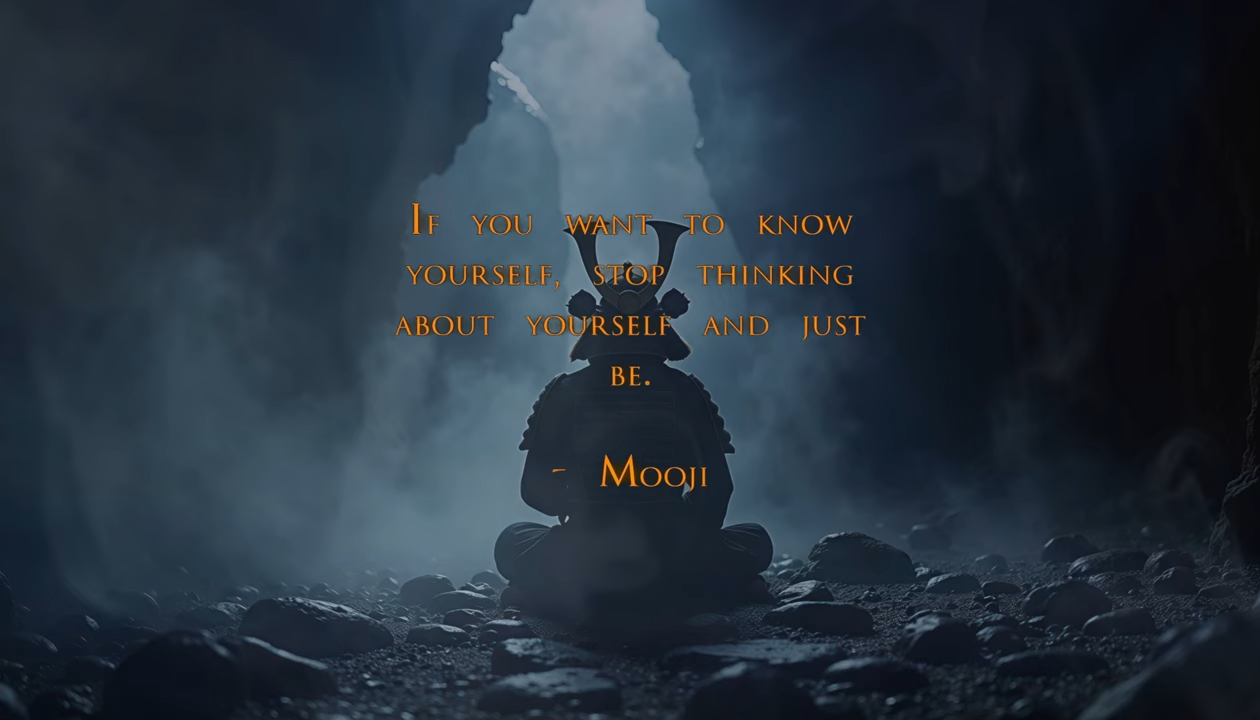 If you want to know
yourself, stop thinking
about yourself and just
be.
- Mooji